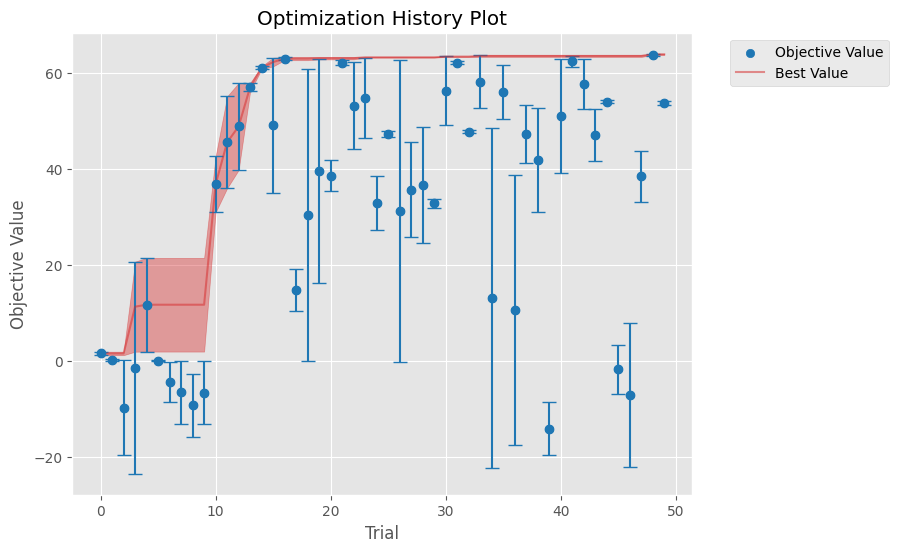 Optimization History Plot
Objective Value
Best Value
Objective Value
60
40
20
0
−20
0 10 20 30 40 50
Trial